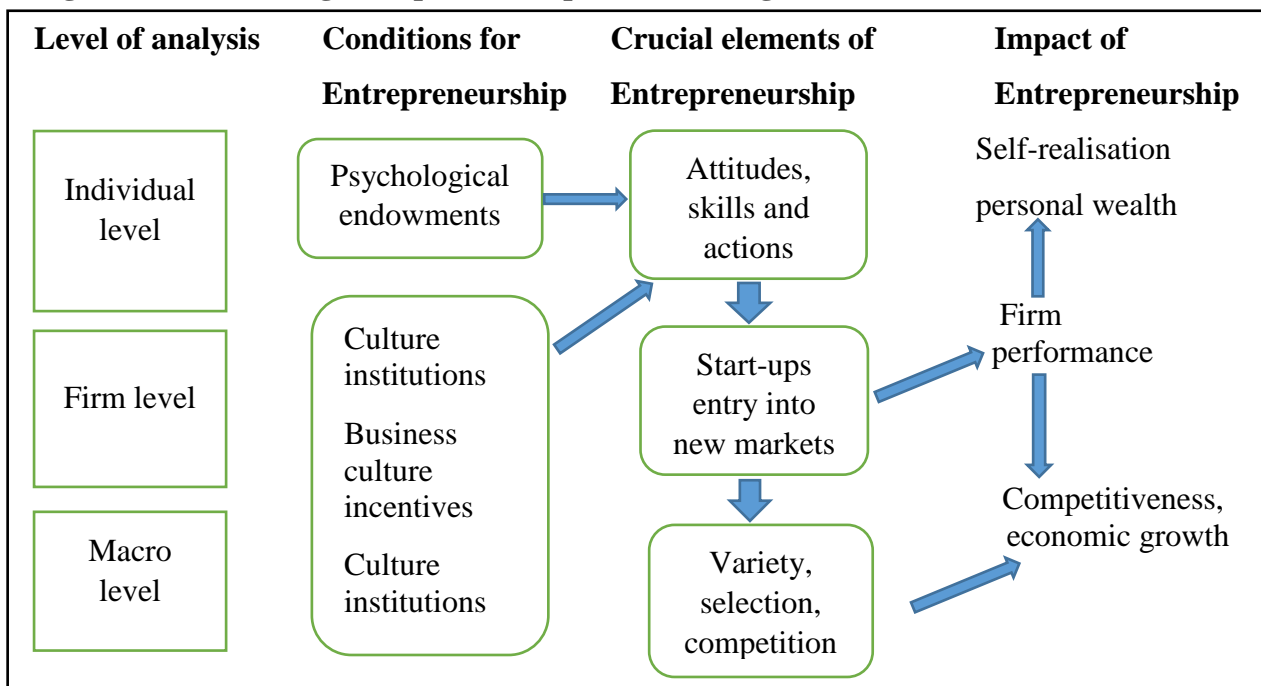 Level of analysis
Conditions for
Entrepreneurship
Crucial elements of
Entrepreneurship
Impact of
Entrepreneurship
Individual
level
Psychological
endowments
Attitudes,
skills and
actions
Self-realisation
personal wealth
Firm level
Culture
institutions
Business
culture
incentives
Culture
institutions
Start-ups
entry into
new markets
Firm
performance
Macro
level
Variety,
selection,
competition
Competitiveness,
economic growth